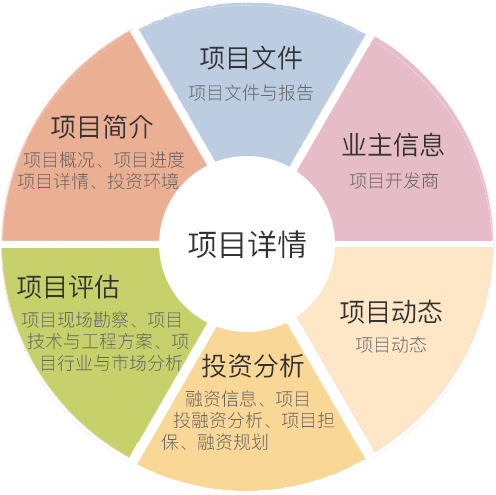 项目文件
项目文件与报告
项目简介
项目概况、项目进度
项目详情、投资环境
业主信息
项目开发商
项目详情
项目评估
项目现场勘察、项目
技术与工程方案、项
目行业与市场分析
项目动态
项目动态
投资分析
融资信息、项目
投融资分析、项目担
保、融资规划